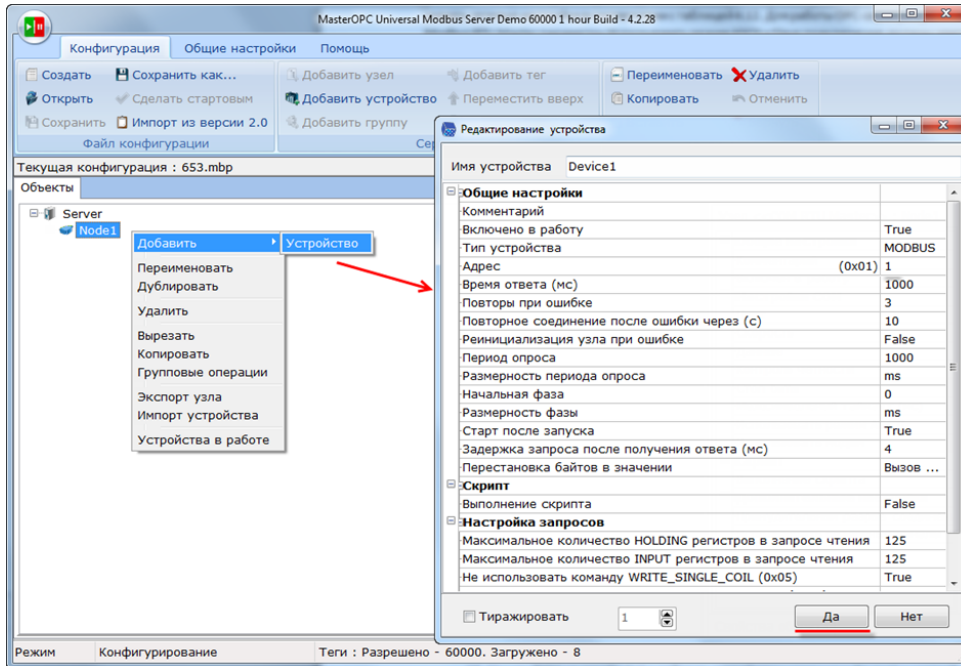 MasterOPC Universal Modbus Server Demo 60000 1 hour Build - 4.2.28
Конфигурация Общие настройки Помощь
Создать Сохранить как... Добавить узел Добавить тег Переименовать Удалить
Открыть Сделать стартовым Добавить устройство Переместить вверх Копировать Отменить
Сохранить Импорт из версии 2.0 Добавить группу
Файл конфигурации Сер
Текущая конфигурация : 653.mbp
Объекты
Server
Node1
Добавить
Устройство
Переименовать
Дублировать
Удалить
Вырезать
Копировать
Групповые операции
Экспорт узла
Импорт устройства
Устройства в работе
Редактирование устройства
Имя устройства Device1
Общие настройки
Комментарий
Включено в работу True
Тип устройства MODBUS
Адрес (0x01) 1
Время ответа (мс) 1000
Повторы при ошибке 3
Повторное соединение после ошибки через (с) 10
Реинициализация узла при ошибке False
Период опроса 1000
Размерность периода опроса ms
Начальная фаза 0
Размерность фазы ms
Старт после запуска True
Задержка запроса после получения ответа (мс) 4
Перестановка байтов в значении Вызов ...
Скрипт
Выполнение скрипта False
Настройка запросов
Максимальное количество HOLDING регистров в запросе чтения 125
Максимальное количество INPUT регистров в запросе чтения 125
Не использовать команду WRITE_SINGLE_COIL (0x05) True
Тиражировать 1 Да Нет
Режим Конфигурирование Теги : Разрешено - 60000. Загружено - 8